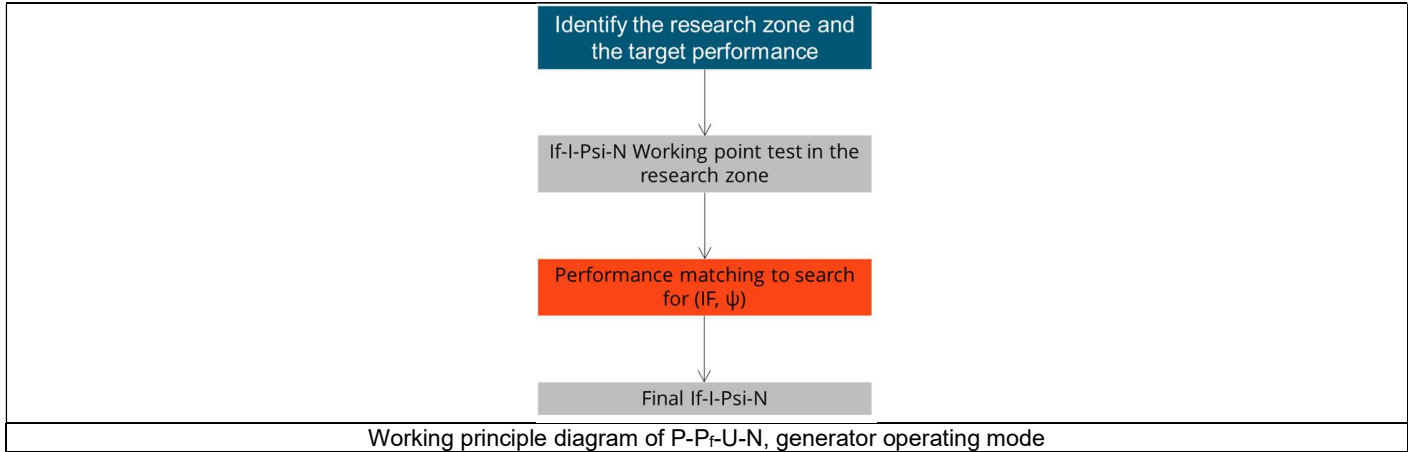 Identify the research zone and
the target performance
If-I-Psi-N Working point test in the
research zone
Performance matching to search
for (IF, ψ)
Final If-I-Psi-N
Working principle diagram of P-Pf-U-N, generator operating mode